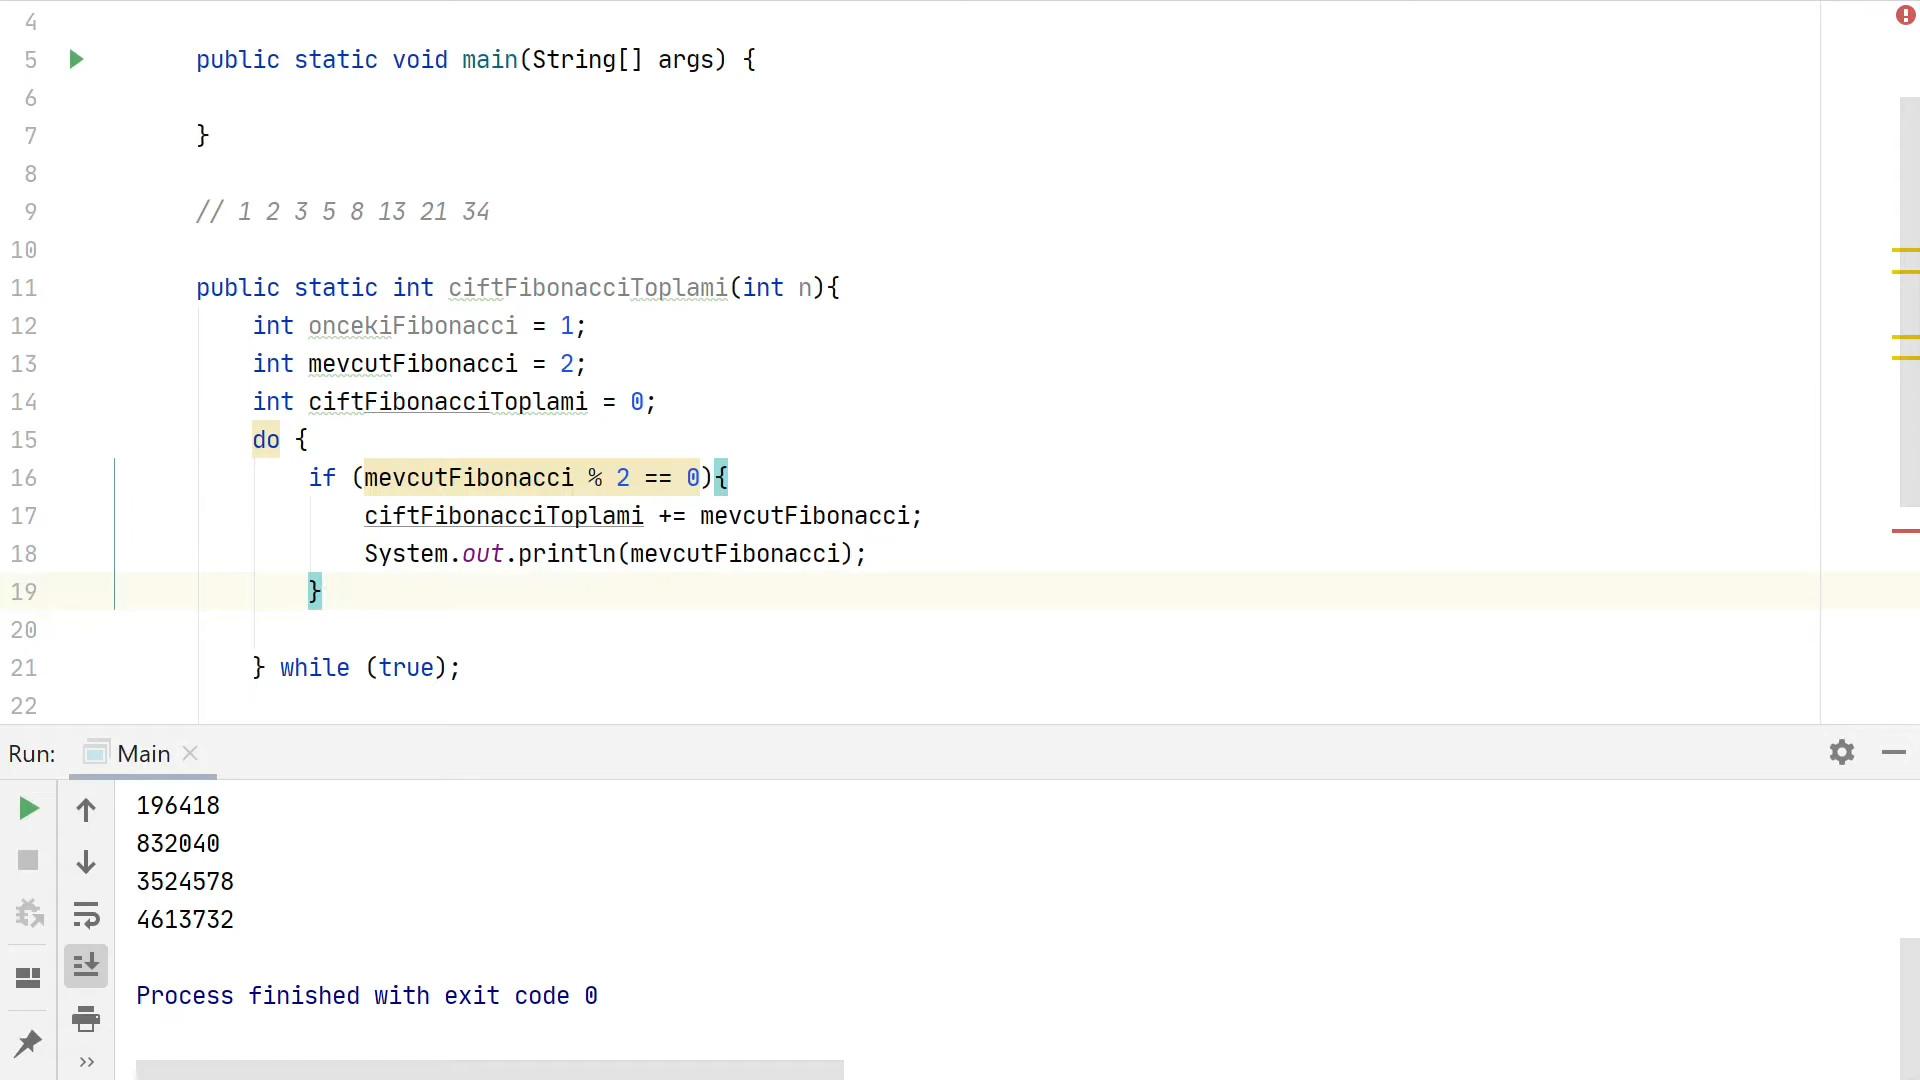 4
5 public static void main(String[] args) {
6
7 }
8
9 // 1 2 3 5 8 13 21 34
10
11 public static int ciftFibonacciToplami(int n){
12 int oncekiFibonacci = 1;
13 int mevcutFibonacci = 2;
14 int ciftFibonacciToplami = 0;
15 do {
16 if (mevcutFibonacci % 2 == 0){
17 ciftFibonacciToplami += mevcutFibonacci;
18 System.out.println(mevcutFibonacci);
19 }
20
21 } while (true);
22
Run: Main
196418
832040
3524578
4613732
Process finished with exit code 0